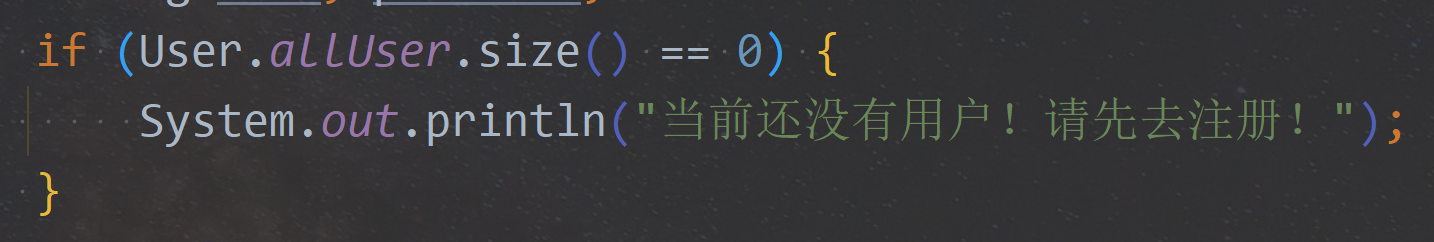 if (User.allUser.size() == 0) {
System.out.println("当前还没有用户！请先去注册！");
}